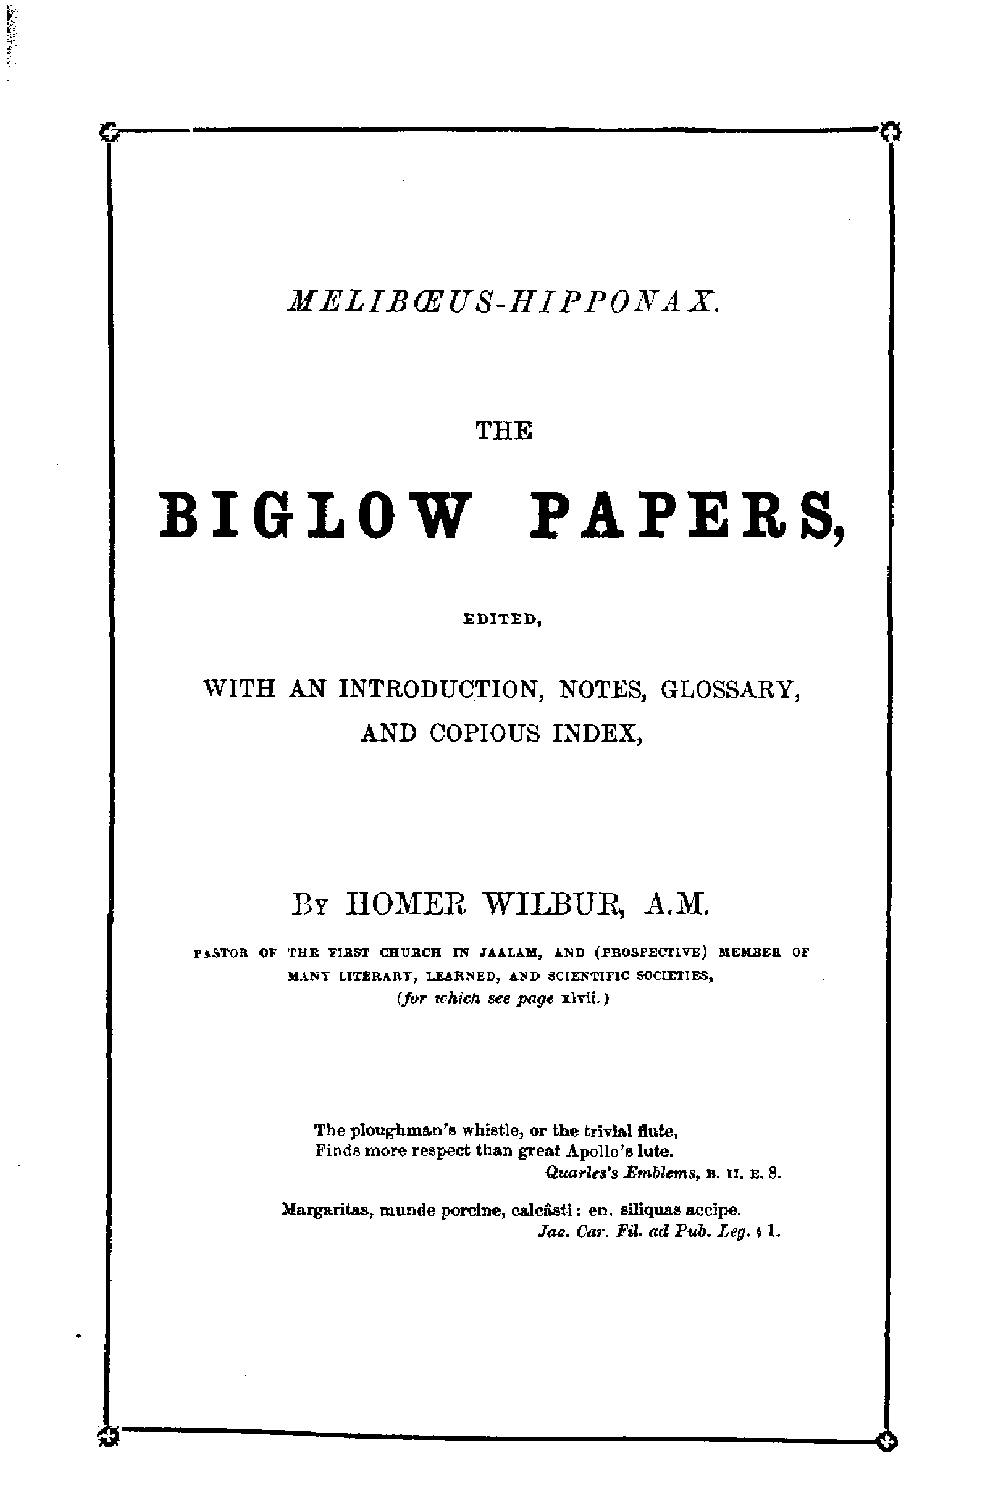 MELIBŒUS-HIPPONAX.
THE
BIGLOW PAPERS,
EDITED,
WITH AN INTRODUCTION, NOTES, GLOSSARY,
AND COPIOUS INDEX,
BY HOMER WILBUR, A.M.
PASTOR OF THE FIRST CHURCH IN JAALAM, AND (PROSPECTIVE) MEMBER OF
MANY LITERARY, LEARNED, AND SCIENTIFIC SOCIETIES,
(for which see page xlvii.)
The ploughman's whistle, or the trivial flute,
Finds more respect than great Apollo's lute.
Quarles's Emblems, B. II. E. 8.
Margaritas, munde porcine, calcâsti: en, siliquas accipe.
Jac. Car. Fil. ad Pub. Leg. § 1.